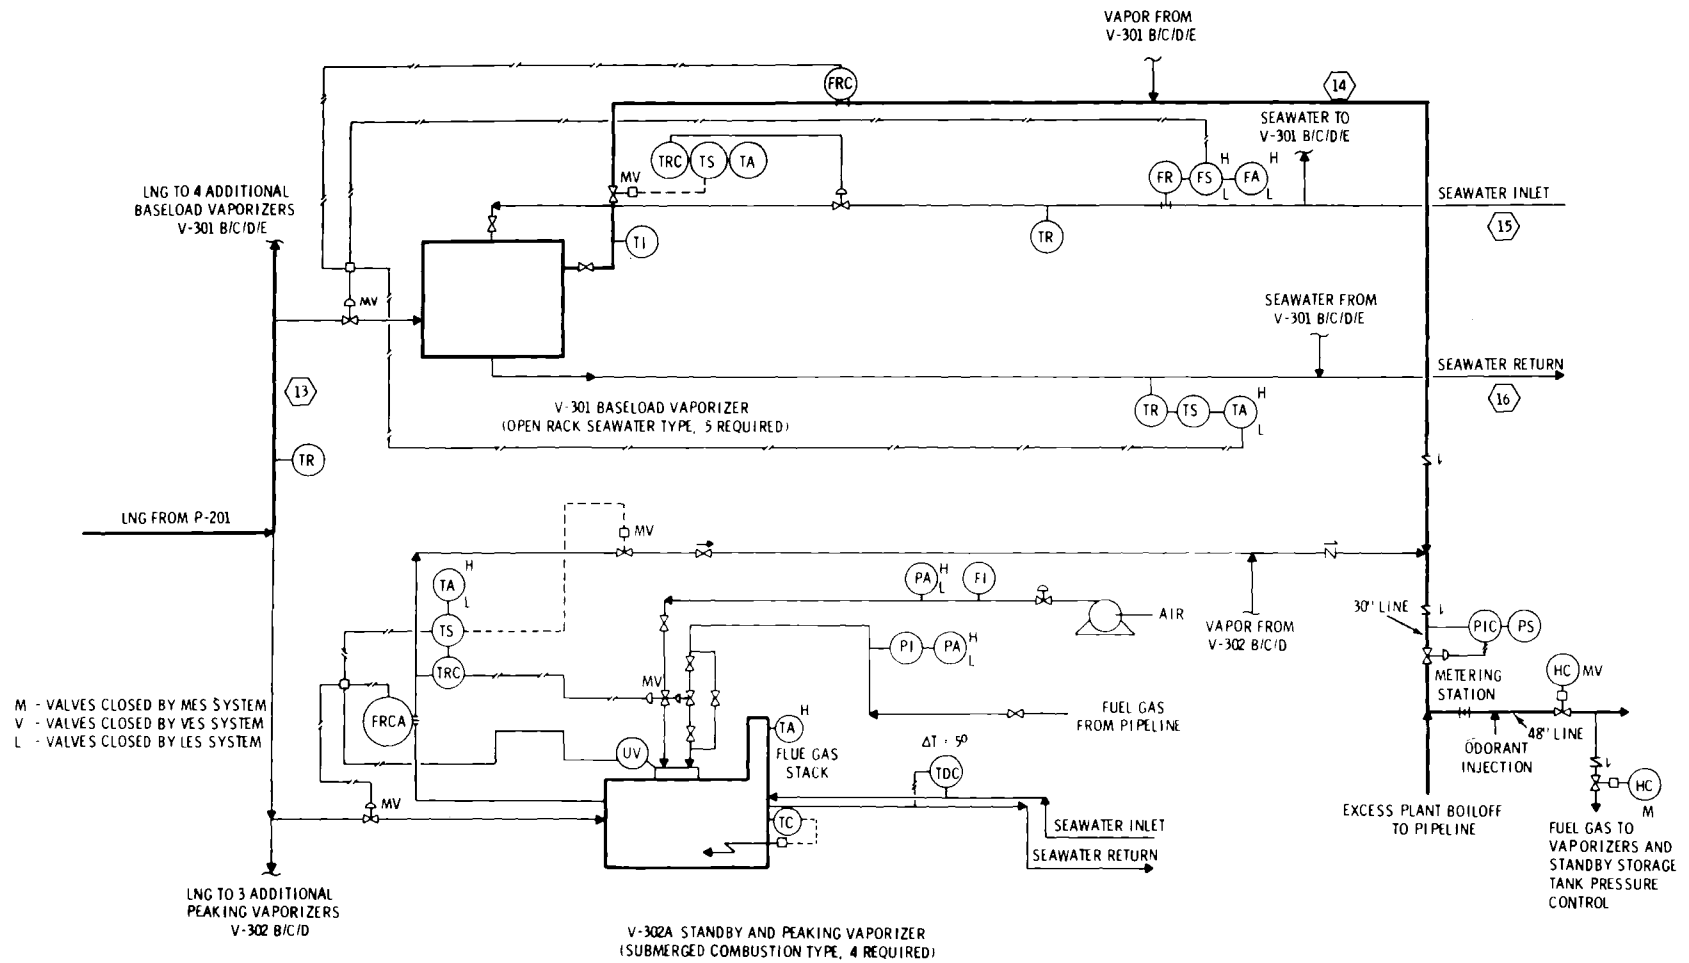 VAPOR FROM
V-301 B/C/D/E
FRC
14
SEAWATER TO
V-301 B/C/D/E
TRC
TS
TA
MV
FR
FS
H
L
FA
H
L
LNG TO 4 ADDITIONAL
BASELOAD VAPORIZERS
V-301 B/C/D/E
SEAWATER INLET
15
TI
TR
MV
SEAWATER FROM
V-301 B/C/D/E
SEAWATER RETURN
16
13
V-301 BASELOAD VAPORIZER
(OPEN RACK SEAWATER TYPE, 5 REQUIRED)
TR
TS
TA
H
L
TR
LNG FROM P-201
MV
TA
H
L
PA
H
L
FI
AIR
30" LINE
TS
VAPOR FROM
V-302 B/C/D
PIC
PS
PI
PA
H
L
TRC
MV
HC
MV
METERING
STATION
M - VALVES CLOSED BY MES SYSTEM
V - VALVES CLOSED BY VES SYSTEM
L - VALVES CLOSED BY LES SYSTEM
FRCA
FUEL GAS
FROM PIPELINE
TA
H
FLUE GAS
STACK
UV
ΔT = 5º
TDC
48" LINE
ODORANT
INJECTION
HC
M
MV
TC
SEAWATER INLET
SEAWATER RETURN
EXCESS PLANT BOILOFF
TO PIPELINE
FUEL GAS TO
VAPORIZERS AND
STANDBY STORAGE
TANK PRESSURE
CONTROL
LNG TO 3 ADDITIONAL
PEAKING VAPORIZERS
V-302 B/C/D
V-302A STANDBY AND PEAKING VAPORIZER
(SUBMERGED COMBUSTION TYPE, 4 REQUIRED)